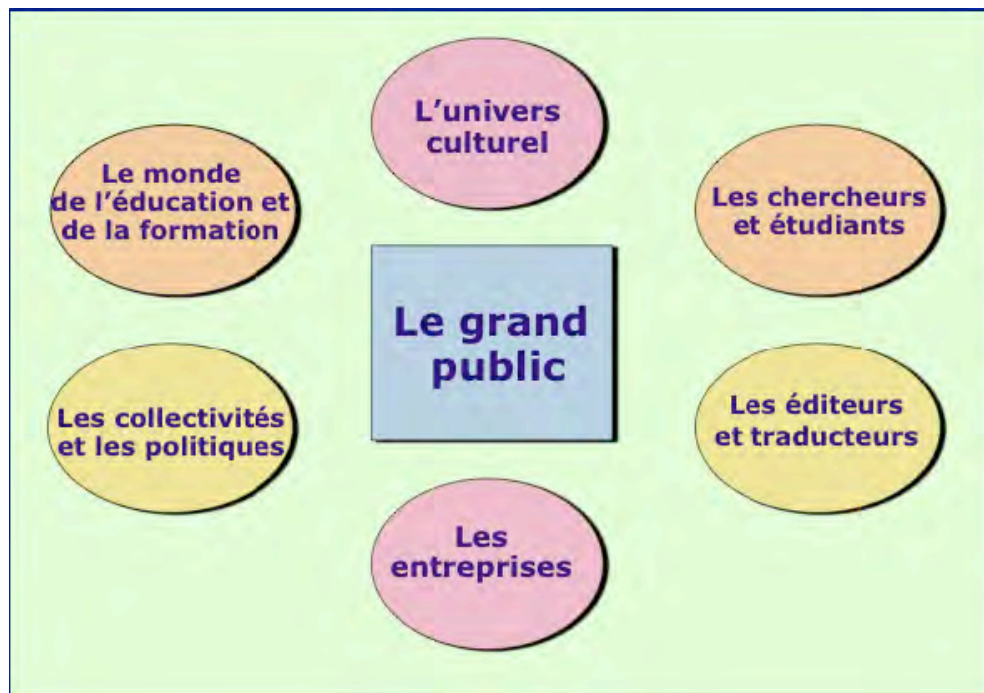 L'univers
culturel
Le monde
de l'éducation et
de la formation
Les chercheurs
et étudiants
Le grand
public
Les collectivités
et les politiques
Les éditeurs
et traducteurs
Les
entreprises